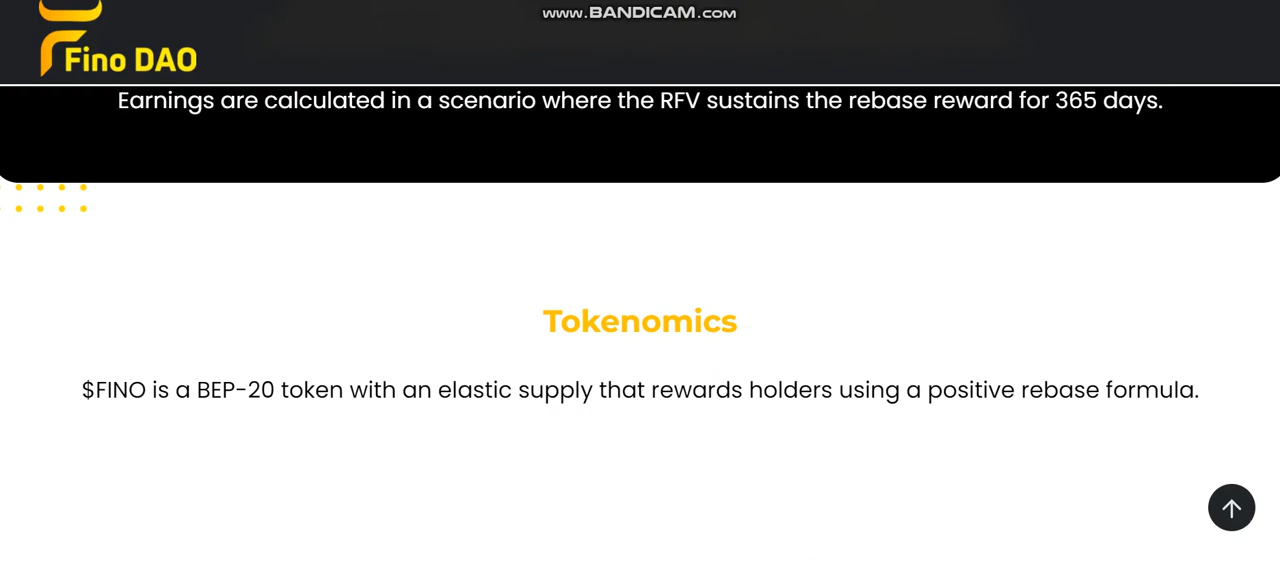 www.BANDICAM.com
Fino DAO
Earnings are calculated in a scenario where the RFV sustains the rebase reward for 365 days.
Tokenomics
$FINO is a BEP-20 token with an elastic supply that rewards holders using a positive rebase formula.